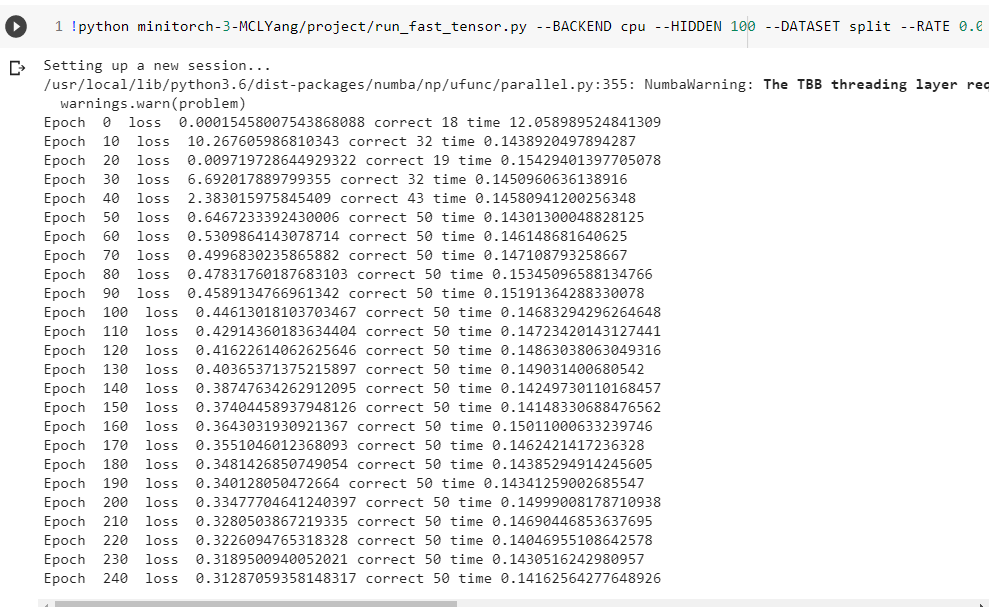 1 !python minitorch-3-MCLYang/project/run_fast_tensor.py --BACKEND cpu --HIDDEN 100 --DATASET split --RATE 0.0
Setting up a new session...
/usr/local/lib/python3.6/dist-packages/numba/np/ufunc/parallel.py:355: NumbaWarning: The TBB threading layer req
warnings.warn(problem)
Epoch 0 loss 0.00015458007543868088 correct 18 time 12.058989524841309
Epoch 10 loss 10.267605986810343 correct 32 time 0.1438920497894287
Epoch 20 loss 0.009719728644929322 correct 19 time 0.15429401397705078
Epoch 30 loss 6.692017889799355 correct 32 time 0.1450960636138916
Epoch 40 loss 2.383015975845409 correct 43 time 0.14580941200256348
Epoch 50 loss 0.6467233392430006 correct 50 time 0.14301300048828125
Epoch 60 loss 0.5309864143078714 correct 50 time 0.146148681640625
Epoch 70 loss 0.4996830235865882 correct 50 time 0.147108793258667
Epoch 80 loss 0.47831760187683103 correct 50 time 0.15345096588134766
Epoch 90 loss 0.4589134766961342 correct 50 time 0.15191364288330078
Epoch 100 loss 0.44613018103703467 correct 50 time 0.14683294296264648
Epoch 110 loss 0.42914360183634404 correct 50 time 0.14723420143127441
Epoch 120 loss 0.41622614062625646 correct 50 time 0.14863038063049316
Epoch 130 loss 0.40365371375215897 correct 50 time 0.149031400680542
Epoch 140 loss 0.38747634262912095 correct 50 time 0.14249730110168457
Epoch 150 loss 0.37404458937948126 correct 50 time 0.14148330688476562
Epoch 160 loss 0.3643031930921367 correct 50 time 0.15011000633239746
Epoch 170 loss 0.3551046012368093 correct 50 time 0.1462421417236328
Epoch 180 loss 0.3481426850749054 correct 50 time 0.14385294914245605
Epoch 190 loss 0.340128050472664 correct 50 time 0.14341259002685547
Epoch 200 loss 0.33477704641240397 correct 50 time 0.14999008178710938
Epoch 210 loss 0.3280503867219335 correct 50 time 0.14690446853637695
Epoch 220 loss 0.3226094765318328 correct 50 time 0.14046955108642578
Epoch 230 loss 0.3189500940052021 correct 50 time 0.1430516242980957
Epoch 240 loss 0.31287059358148317 correct 50 time 0.14162564277648926